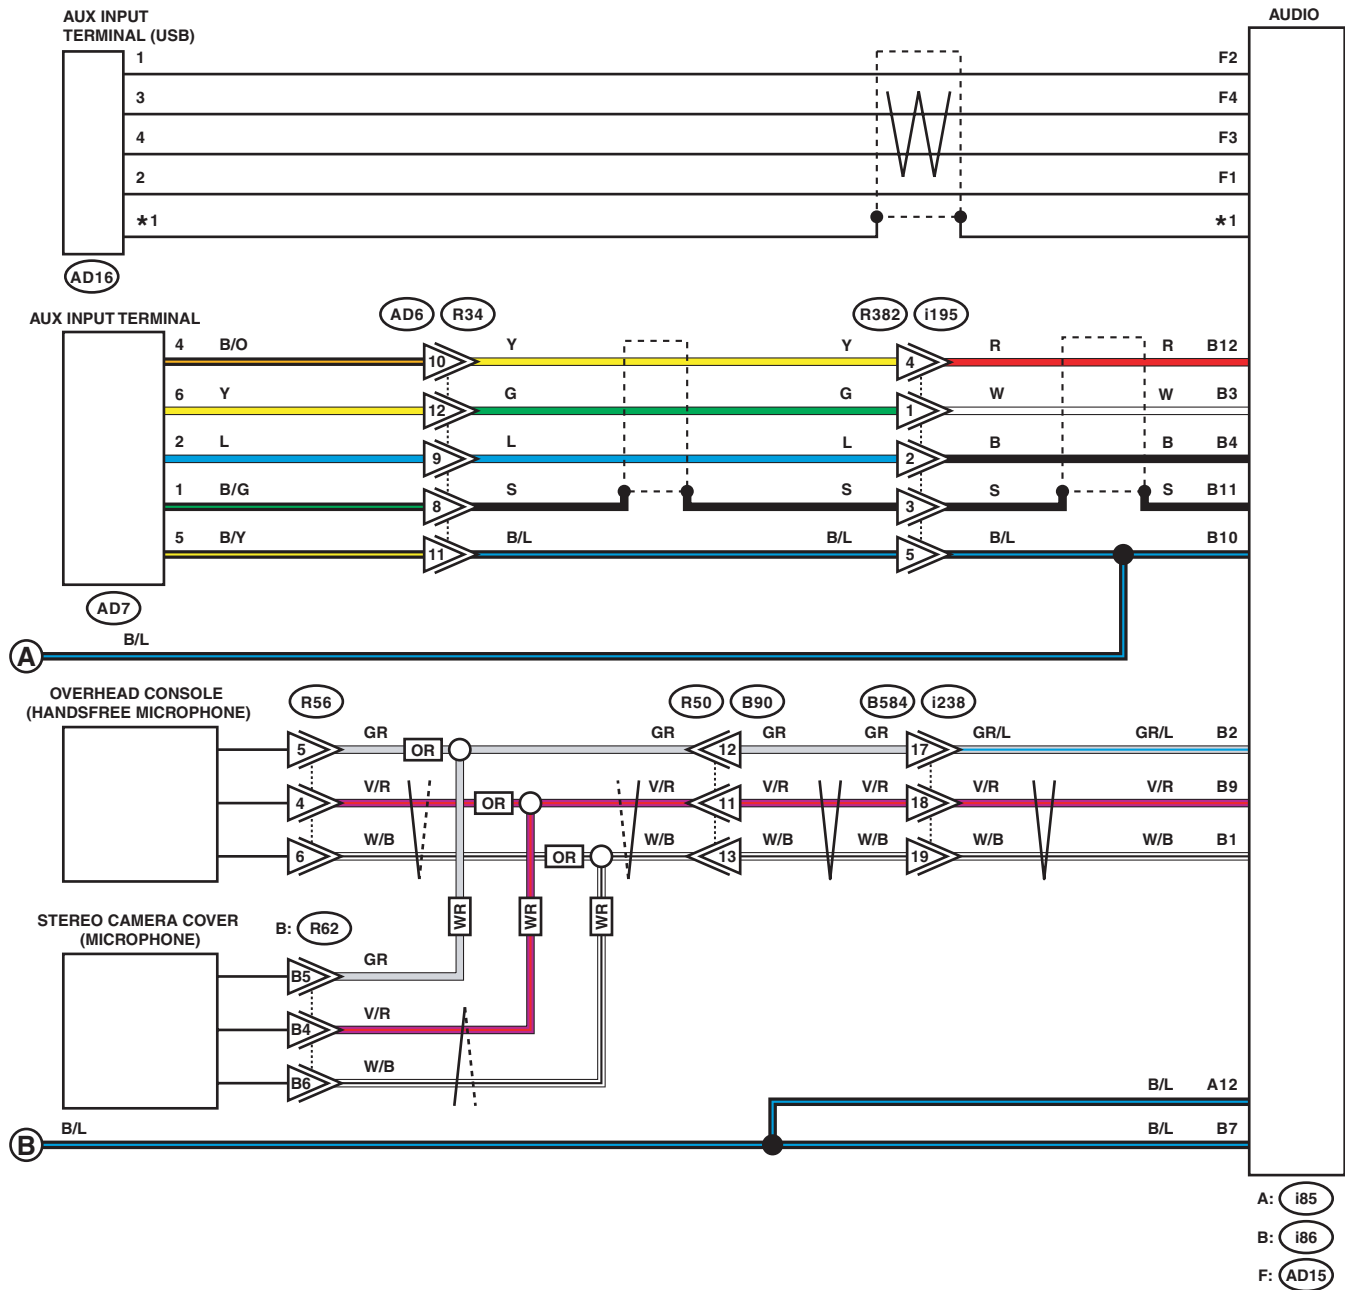 AUX INPUT
TERMINAL (USB)
AUDIO
1 F2
3 F4
4 F3
2 F1
*1 *1
AD16
AUX INPUT TERMINAL
AD6 R34 R382 i195
4 B/O 10 Y Y 4 R R B12
6 Y 12 G G 1 W W B3
2 L 9 L L 2 B B B4
1 B/G 8 S S 3 S S B11
5 B/Y 11 B/L B/L 5 B/L B10
AD7
B/L
A
OVERHEAD CONSOLE
(HANDSFREE MICROPHONE)
R56 R50 B90 B584 i238
5 GR OR GR 12 GR GR 17 GR/L GR/L B2
4 V/R OR V/R 11 V/R V/R 18 V/R V/R B9
6 W/B OR W/B 13 W/B W/B 19 W/B W/B B1
WR WR WR
STEREO CAMERA COVER
(MICROPHONE)
B: R62
B5 GR
B4 V/R
B6 W/B
B/L A12
B B/L B/L B7
A: i85
B: i86
F: AD15